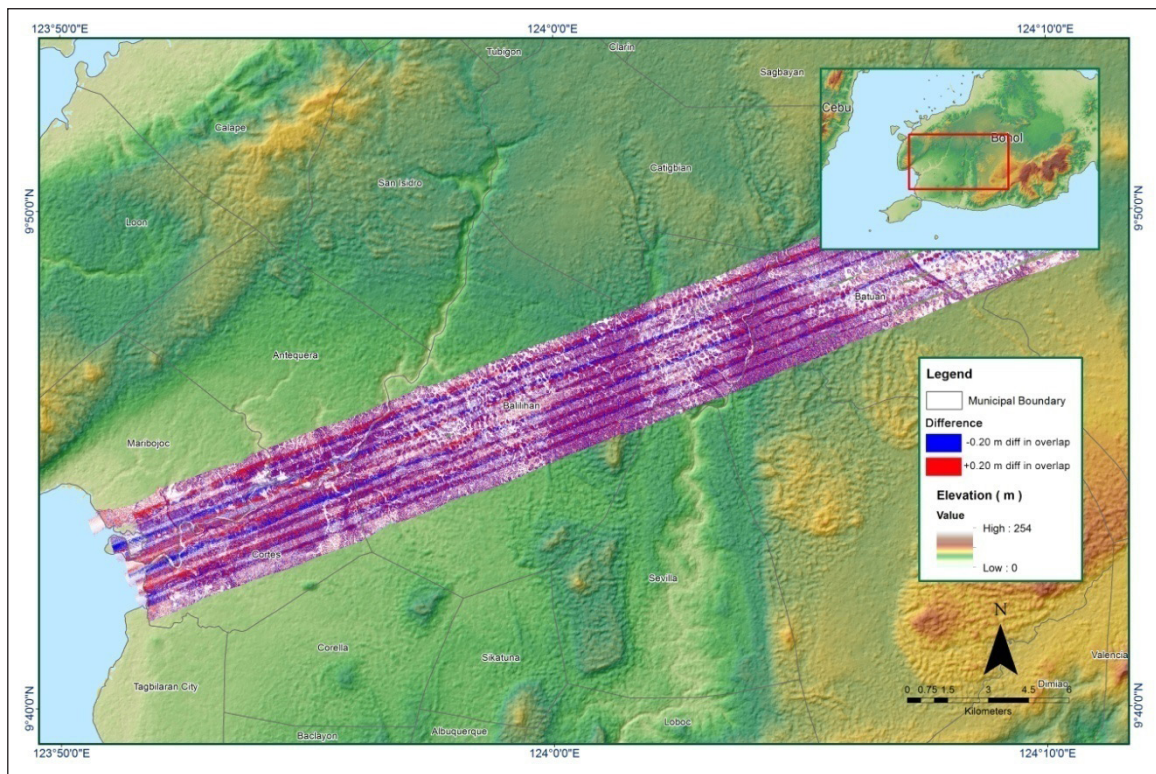 123°50'0"E
124°0'0"E
124°10'0"E
Tubigon
Clarin
Sagbayan
Cebu
Bohol
Calape
Catigbian
San Isidro
9°50'0"N
9°50'0"N
Loon
Batuan
Antequera
Balilihan
Maribojoc
Cortes
Sevilla
Corella
Sikatuna
Tagbilaran City
Valencia
Dimiao
Loboc
Baclayon
Albuquerque
9°40'0"N
9°40'0"N
Legend
Municipal Boundary
Difference
-0.20 m diff in overlap
+0.20 m diff in overlap
Elevation ( m )
Value
High : 254
Low : 0
N
0 0.75 1.5 3 4.5 6
Kilometers
123°50'0"E
124°0'0"E
124°10'0"E